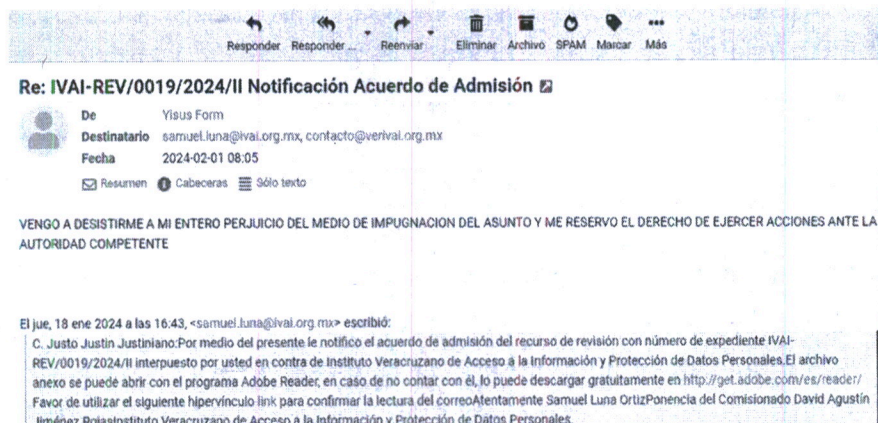 Responder Responder ... Reenviar Eliminar Archivo SPAM Marcar Más
Re: IVAI-REV/0019/2024/II Notificación Acuerdo de Admisión
De Yisus Form
Destinatario samuel.luna@ivai.org.mx, contacto@verivai.org.mx
Fecha 2024-02-01 08:05
Resumen Cabeceras Sólo texto
VENGO A DESISTIRME A MI ENTERO PERJUICIO DEL MEDIO DE IMPUGNACION DEL ASUNTO Y ME RESERVO EL DERECHO DE EJERCER ACCIONES ANTE LA
AUTORIDAD COMPETENTE
El jue, 18 ene 2024 a las 16:43, <samuel.luna@ivai.org.mx> escribió:
C. Justo Justin Justiniano:Por medio del presente le notifico el acuerdo de admisión del recurso de revisión con número de expediente IVAI-
REV/0019/2024/II interpuesto por usted en contra de Instituto Veracruzano de Acceso a la Información y Protección de Datos Personales.El archivo
anexo se puede abrir con el programa Adobe Reader, en caso de no contar con él, lo puede descargar gratuitamente en http://get.adobe.com/es/reader/
Favor de utilizar el siguiente hipervínculo link para confirmar la lectura del correoAtentamente Samuel Luna OrtizPonencia del Comisionado David Agustín
Jiménez RojasInstituto Veracruzano de Acceso a la Información y Protección de Datos Personales.